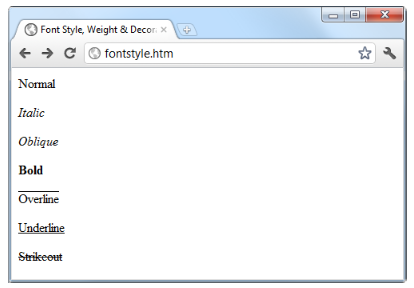 Font Style, Weight & Decor
fontstyle.htm
Normal
Italic
Oblique
Bold
Overline
Underline
Strikeout